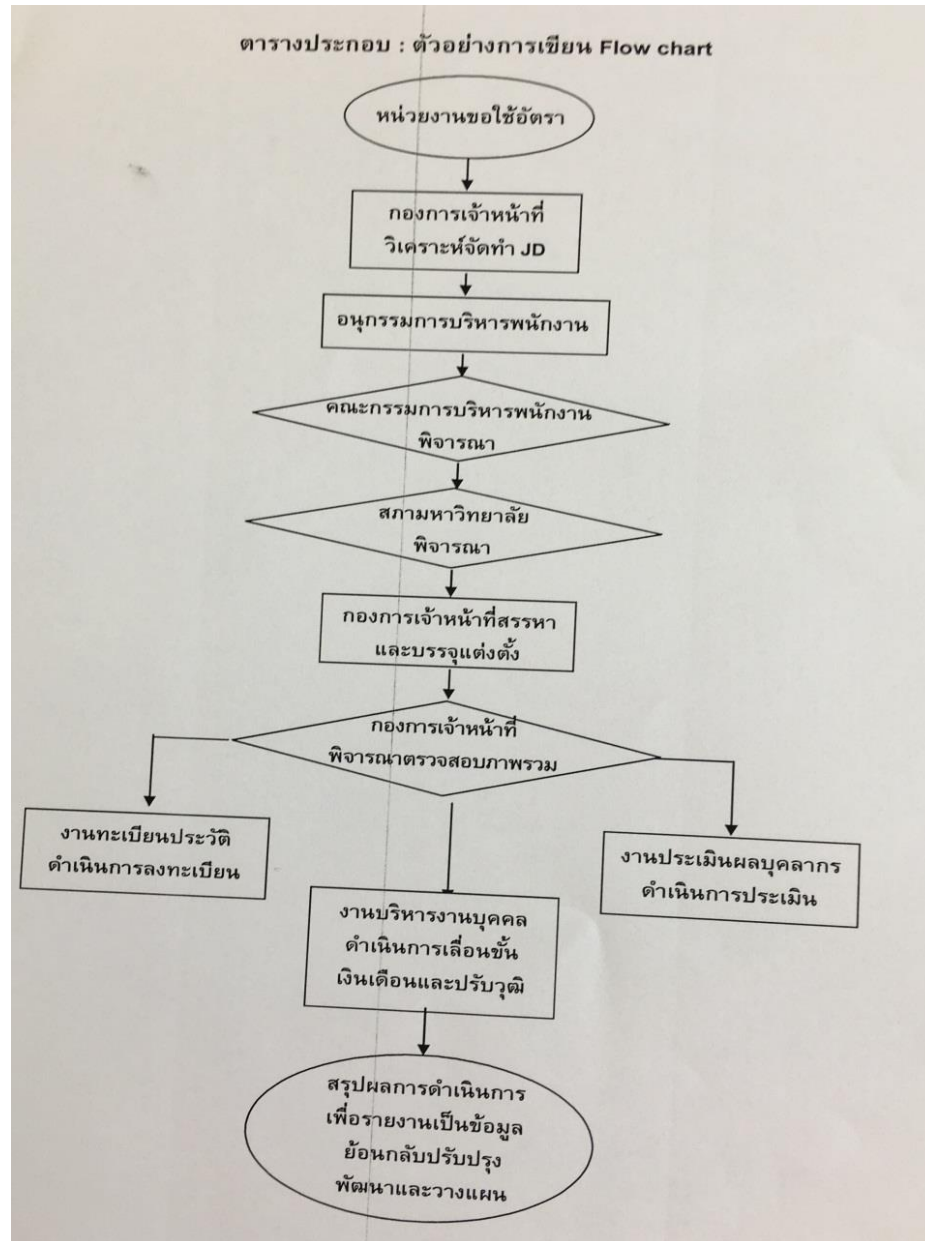 ตารางประกอบ : ตัวอย่างการเขียน Flow chart
หน่วยงานขอใช้อัตรา
กองการเจ้าหน้าที่
วิเคราะห์จัดทำ JD
อนุกรรมการบริหารพนักงาน
คณะกรรมการบริหารพนักงาน
พิจารณา
สภามหาวิทยาลัย
พิจารณา
กองการเจ้าหน้าที่สรรหา
และบรรจุแต่งตั้ง
กองการเจ้าหน้าที่
พิจารณาตรวจสอบภาพรวม
งานทะเบียนประวัติ
ดำเนินการลงทะเบียน
งานบริหารงานบุคคล
ดำเนินการเลื่อนขั้น
เงินเดือนและปรับวุฒิ
งานประเมินผลบุคลากร
ดำเนินการประเมิน
สรุปผลการดำเนินการ
เพื่อรายงานเป็นข้อมูล
ย้อนกลับปรับปรุง
พัฒนาและวางแผน